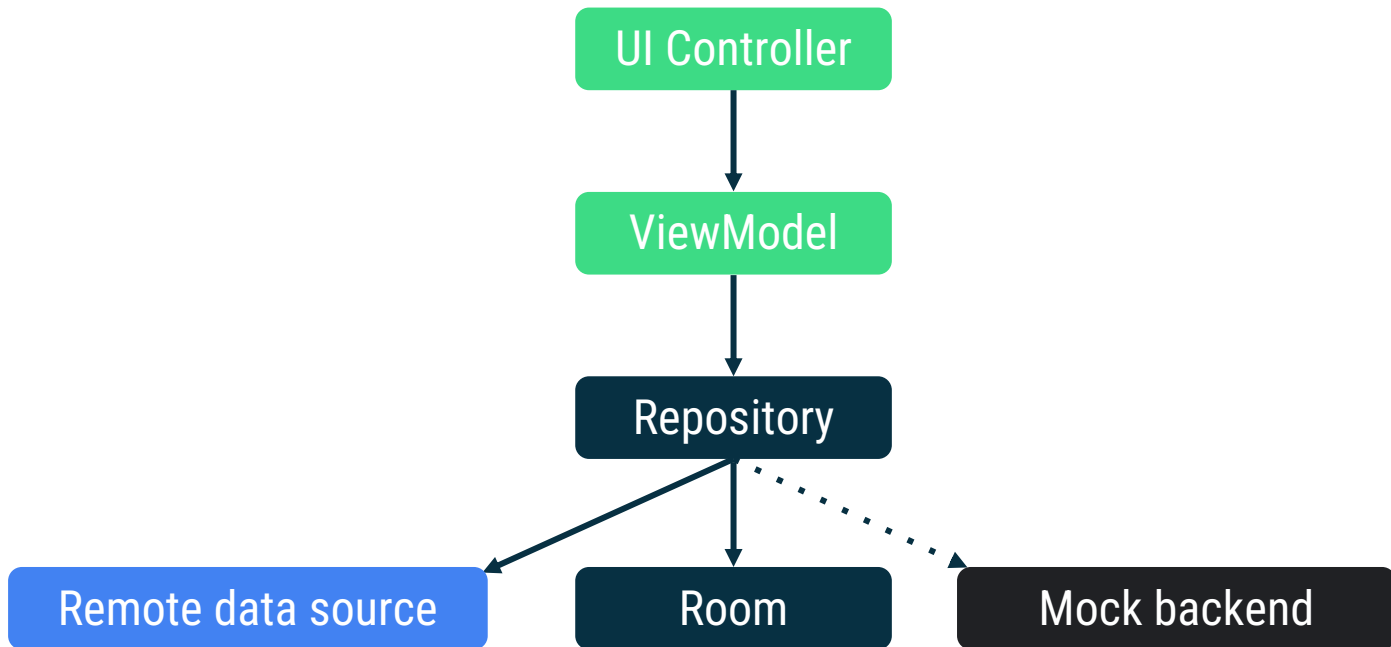 UI Controller
ViewModel
Repository
Remote data source
Room
Mock backend